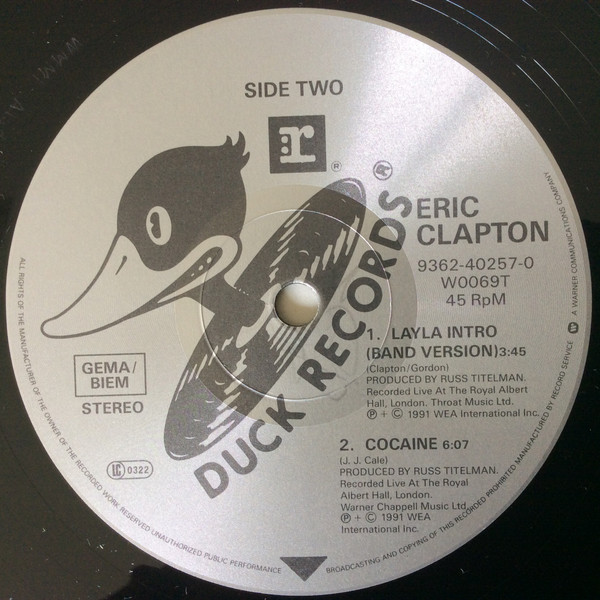 SIDE TWO
r
®
®
DUCK RECORDS
ERIC
CLAPTON
9362-40257-0
W0069T
45 RpM
1. LAYLA INTRO
(BAND VERSION)3:45
(Clapton/Gordon)
PRODUCED BY RUSS TITELMAN.
Recorded Live At The Royal Albert
Hall, London. Throat Music Ltd.
℗ + © 1991 WEA International Inc.
2. COCAINE 6:07
(J. J. Cale)
PRODUCED BY RUSS TITELMAN.
Recorded Live At The Royal
Albert Hall, London.
Warner Chappell Music Ltd
℗ + © 1991 WEA
International Inc.
GEMA/
BIEM
STEREO
LC 0322
ALL RIGHTS OF THE MANUFACTURER OF THE OWNER OF THE RECORDED WORK RESERVED UNAUTHORIZED PUBLIC PERFORMANCE BROADCASTING AND COPYING OF THIS RECORD PROHIBITED MANUFACTURED BY RECORD SERVICE A WARNER COMMUNICATIONS COMPANY